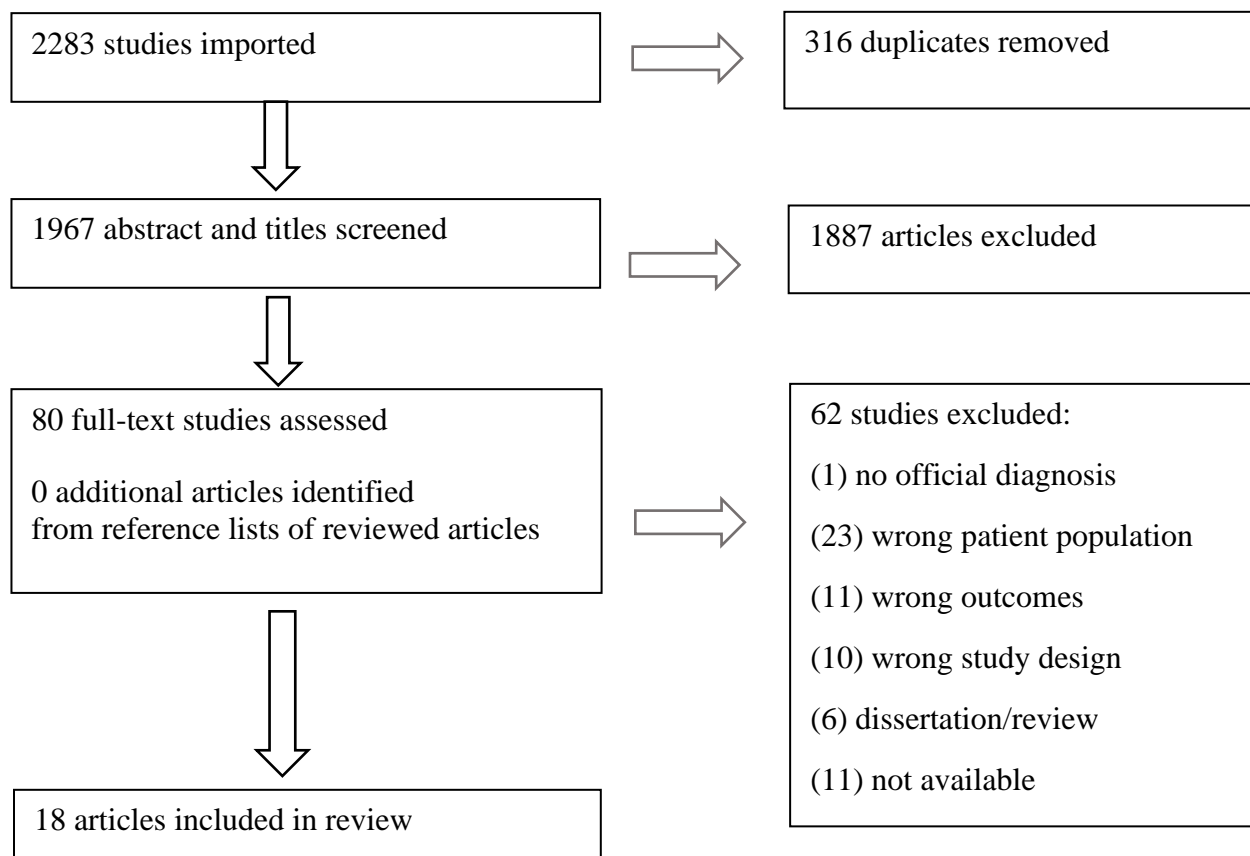 2283 studies imported
316 duplicates removed
1967 abstract and titles screened
1887 articles excluded
80 full-text studies assessed
0 additional articles identified
from reference lists of reviewed articles
62 studies excluded:
(1) no official diagnosis
(23) wrong patient population
(11) wrong outcomes
(10) wrong study design
(6) dissertation/review
(11) not available
18 articles included in review